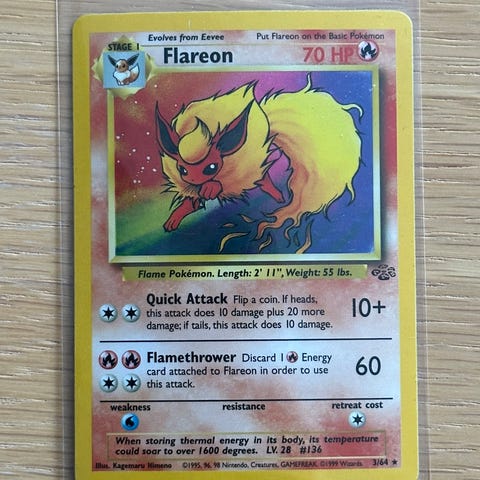 Evolves from Eevee Put Flareon on the Basic Pokémon
STAGE 1
Flareon 70 HP
Flame Pokémon. Length: 2' 11", Weight: 55 lbs.
Quick Attack Flip a coin. If heads,
this attack does 10 damage plus 20 more
damage; if tails, this attack does 10 damage.
10+
Flamethrower Discard 1 Energy
card attached to Flareon in order to use
this attack.
60
weakness resistance retreat cost
When storing thermal energy in its body, its temperature
could soar to over 1600 degrees. LV. 28 #136
Illus. Kagemaru Himeno ©1995, 96, 98 Nintendo, Creatures, GAMEFREAK. ©1999 Wizards. 3/64 ★